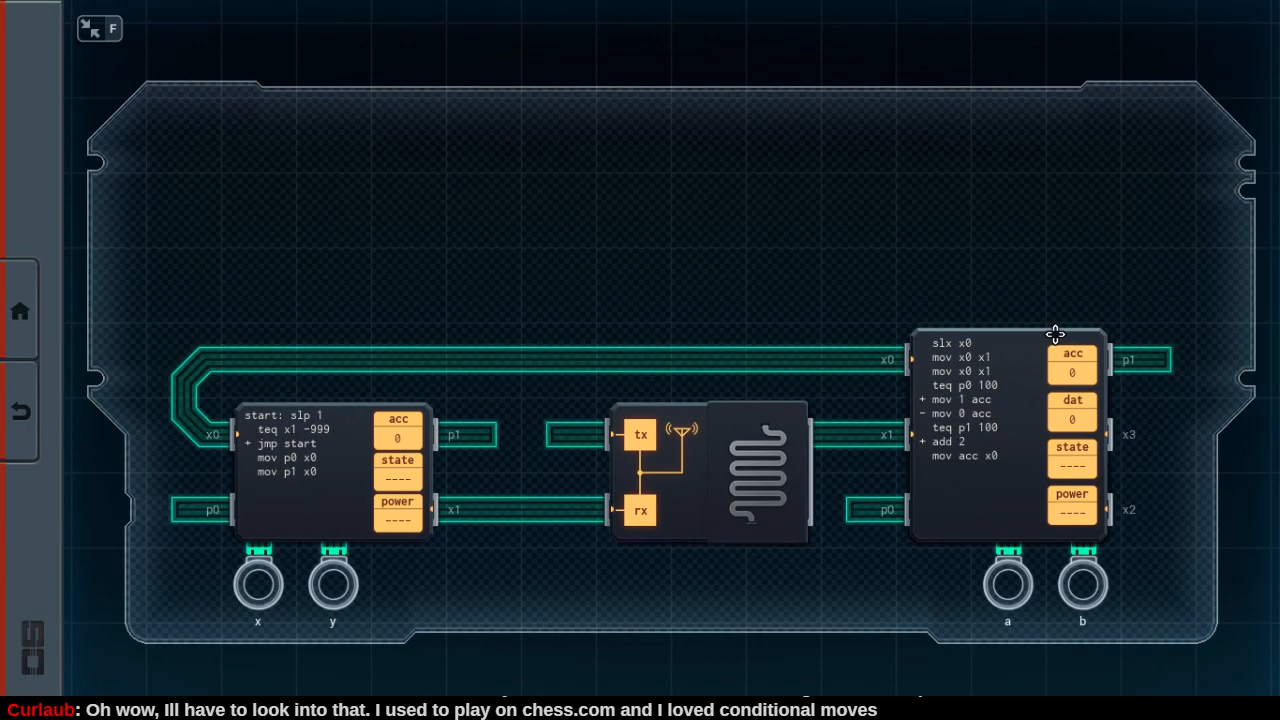 F
slx x0
mov x0 x1
mov x0 x1
teq p0 100
+ mov 1 acc
- mov 0 acc
teq p1 100
+ add 2
mov acc x0
acc
0
dat
0
state
----
power
----
x0
x1
p0
p1
x3
x2
start: slp 1
teq x1 -999
+ jmp start
mov p0 x0
mov p1 x0
acc
0
state
----
power
----
x0
p0
p1
x1
tx
rx
x
y
a
b
Curlaub: Oh wow, Ill have to look into that. I used to play on chess.com and I loved conditional moves